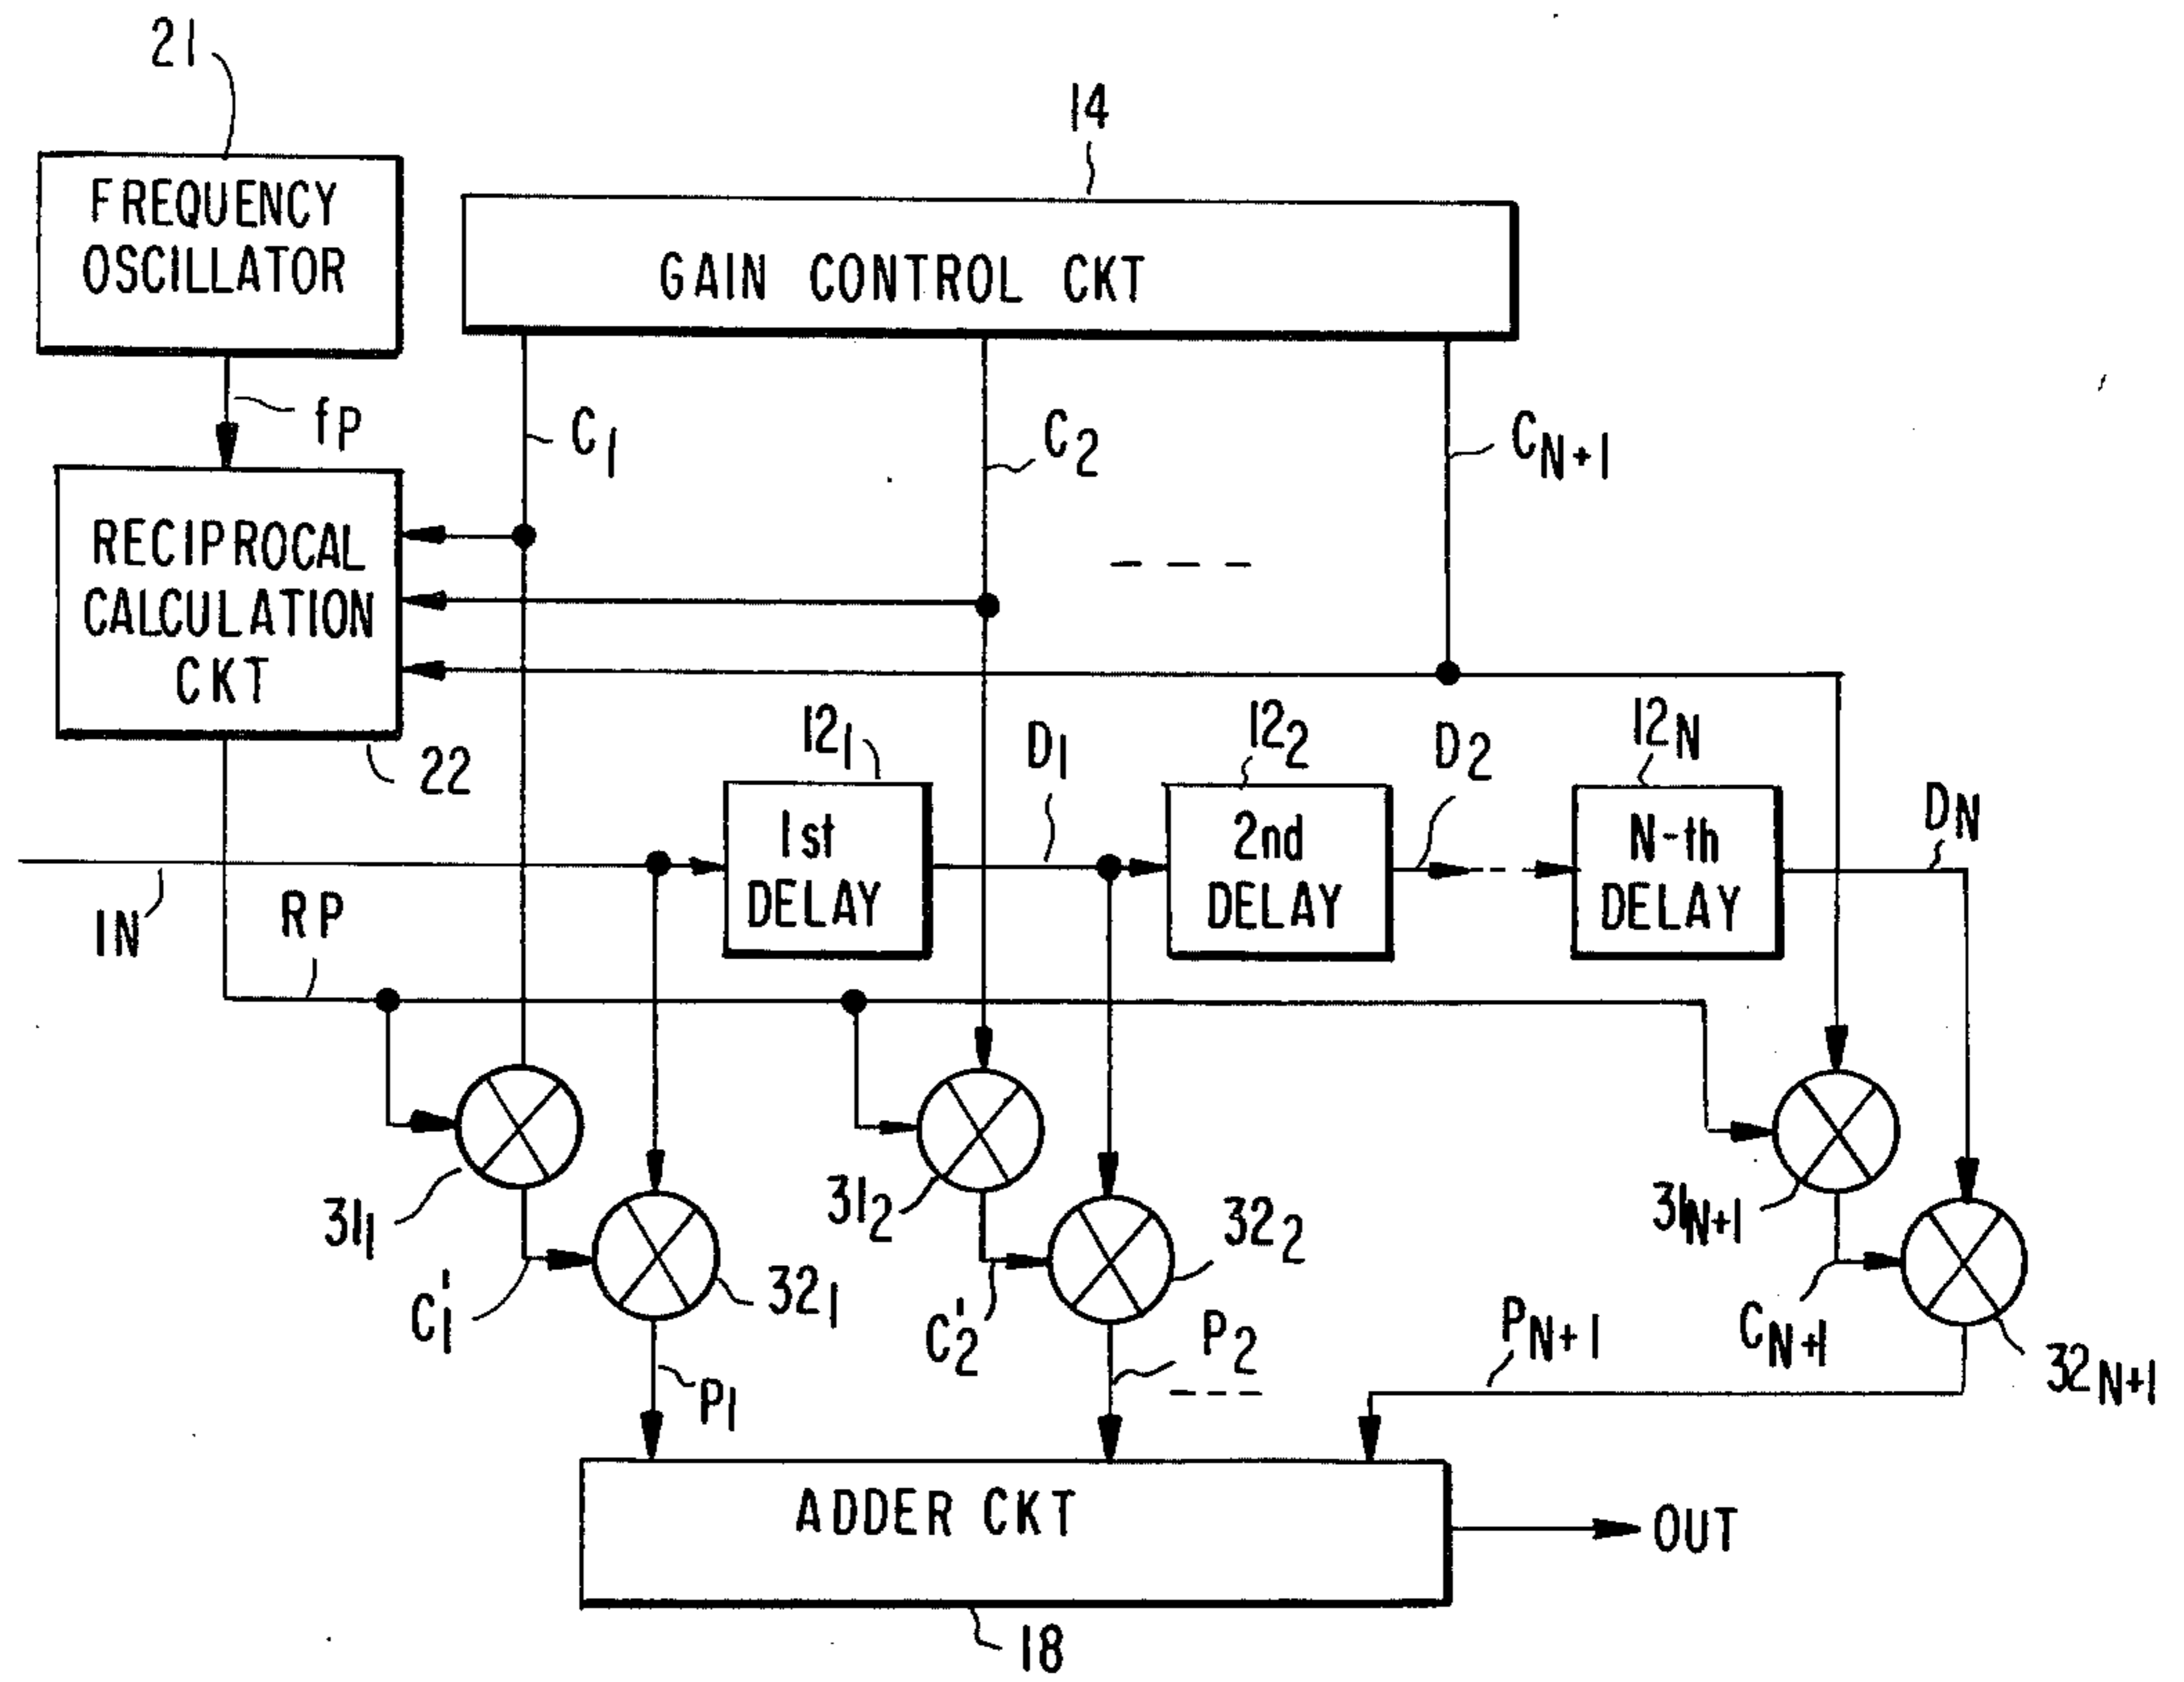 21
14
FREQUENCY
OSCILLATOR
GAIN CONTROL CKT
fP
C1
C2
CN+1
RECIPROCAL
CALCULATION
CKT
22
121
D1
122
D2
12N
DN
1st
DELAY
2nd
DELAY
N-th
DELAY
IN
RP
311
312
31N+1
321
322
32N+1
C1'
C2'
CN+1
P1
P2
PN+1
ADDER CKT
OUT
18